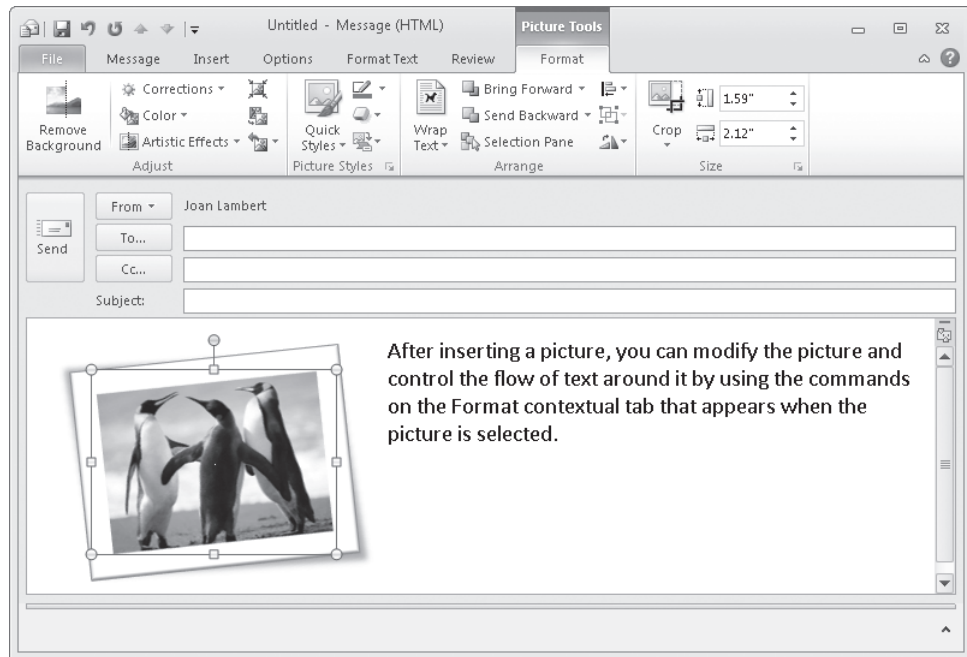 Untitled - Message (HTML)
Picture Tools
File Message Insert Options Format Text Review Format
Remove Background
Corrections
Color
Artistic Effects
Adjust
Quick Styles
Picture Styles
Wrap Text
Bring Forward
Send Backward
Selection Pane
Arrange
Crop
1.59"
2.12"
Size
Send
From Joan Lambert
To...
Cc...
Subject:
After inserting a picture, you can modify the picture and
control the flow of text around it by using the commands
on the Format contextual tab that appears when the
picture is selected.